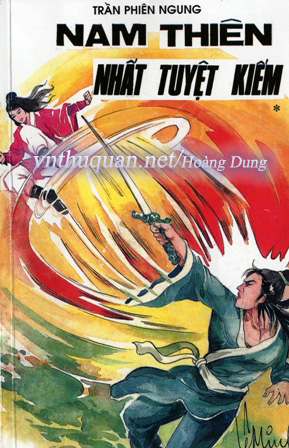 TRẦN PHIÊN NGUNG
NAM THIÊN
NHẤT TUYỆT KIẾM
*
vnthuquan.net/Hoàng Dung